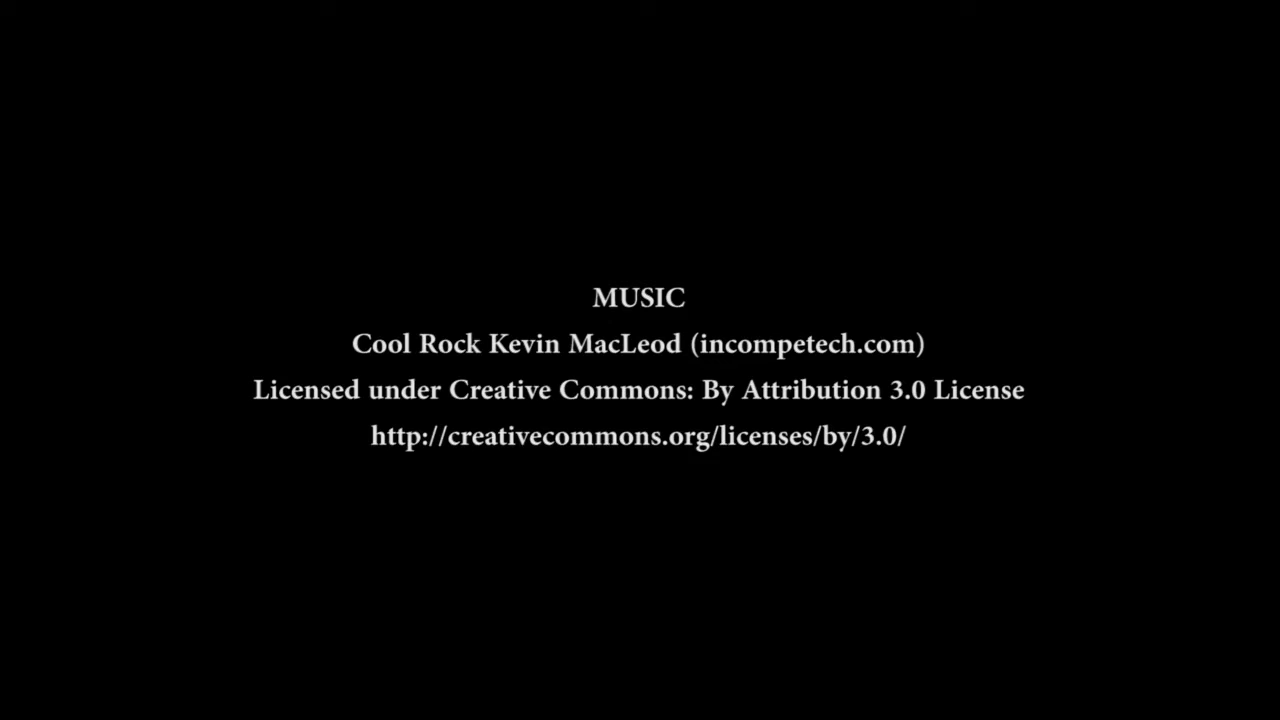 MUSIC
Cool Rock Kevin MacLeod (incompetech.com)
Licensed under Creative Commons: By Attribution 3.0 License
http://creativecommons.org/licenses/by/3.0/